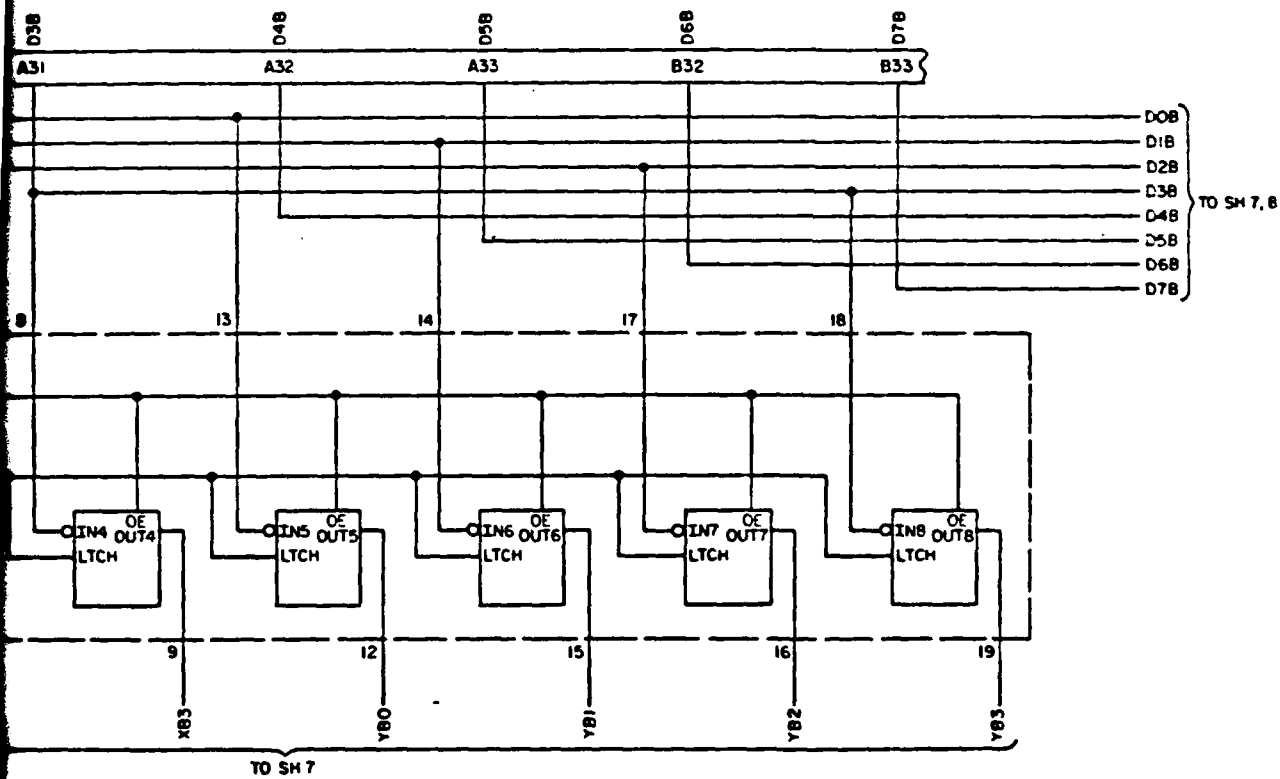 D3B D4B D5B D6B D7B
A31 A32 A33 B32 B33
D0B
D1B
D2B
D3B
D4B
D5B
D6B
D7B
TO SH 7, 8
8 13 14 17 18
IN4 OE OUT4 LTCH
IN5 OE OUT5 LTCH
IN6 OE OUT6 LTCH
IN7 OE OUT7 LTCH
IN8 OE OUT8 LTCH
9 12 15 16 19
XB3 YB0 YB1 YB2 YB3
TO SH 7